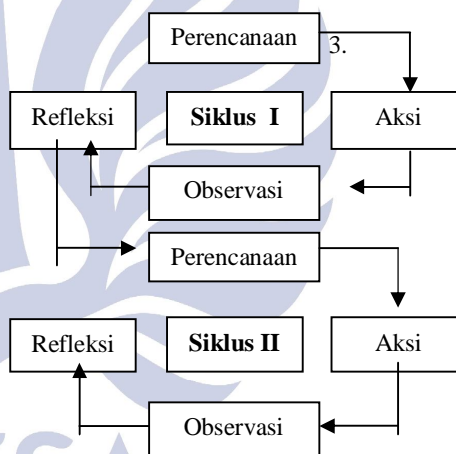 Perencanaan
3.
Refleksi
Siklus I
Aksi
Observasi
Perencanaan
Refleksi
Siklus II
Aksi
Observasi